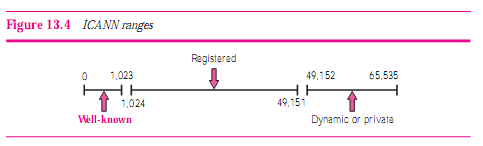 Figure 13.4 ICANN ranges
Registered
0 1,023 49,152 65,535
1,024 49,151
Well-known Dynamic or private